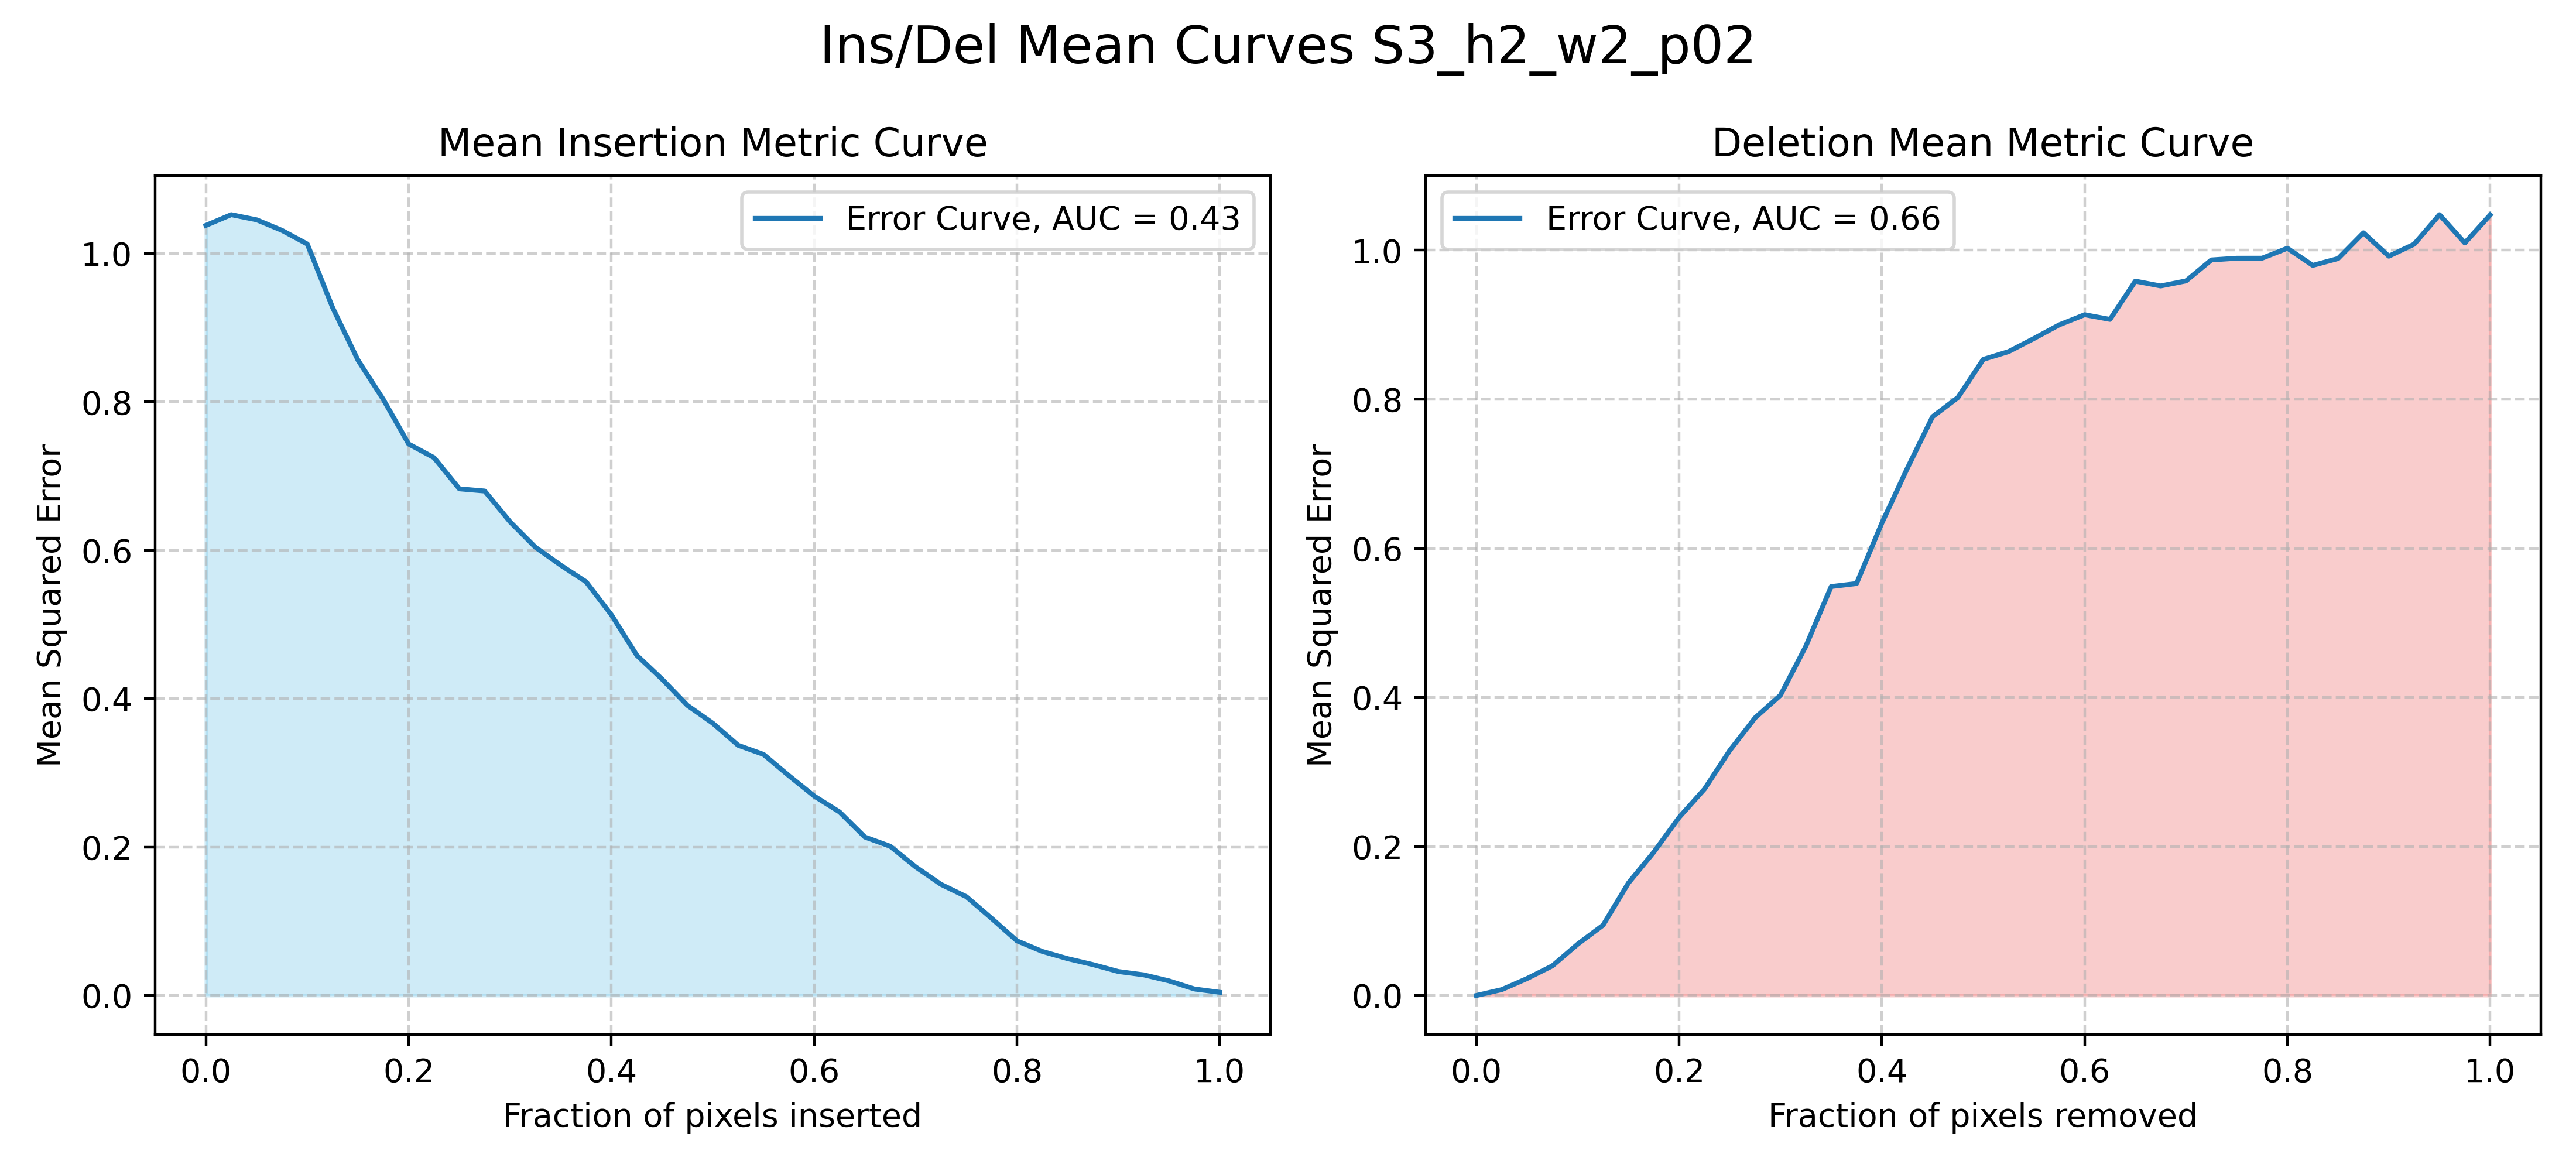 Ins/Del Mean Curves S3_h2_w2_p02
Mean Insertion Metric Curve
Error Curve, AUC = 0.43
Mean Squared Error
1.0
0.8
0.6
0.4
0.2
0.0
0.0 0.2 0.4 0.6 0.8 1.0
Fraction of pixels inserted
Deletion Mean Metric Curve
Error Curve, AUC = 0.66
Mean Squared Error
1.0
0.8
0.6
0.4
0.2
0.0
0.0 0.2 0.4 0.6 0.8 1.0
Fraction of pixels removed